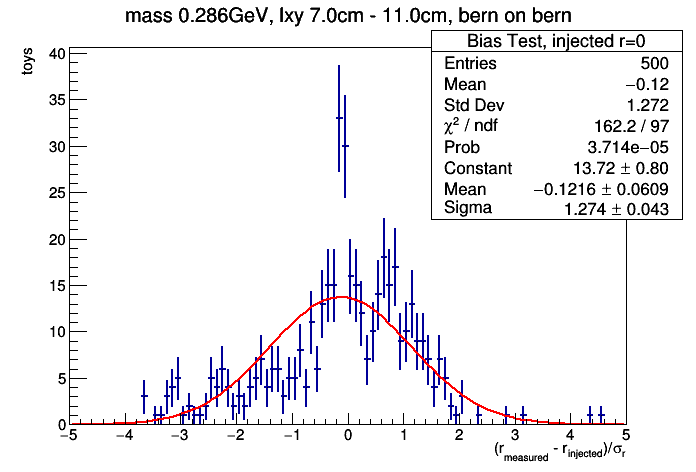 mass 0.286GeV, lxy 7.0cm - 11.0cm, bern on bern
Bias Test, injected r=0
Entries 500
Mean −0.12
Std Dev 1.272
χ² / ndf 162.2 / 97
Prob 3.714e−05
Constant 13.72 ± 0.80
Mean −0.1216 ± 0.0609
Sigma 1.274 ± 0.043
toys
40
35
30
25
20
15
10
5
0
−5 −4 −3 −2 −1 0 1 2 3 4 5
(r_measured - r_injected)/σ_r